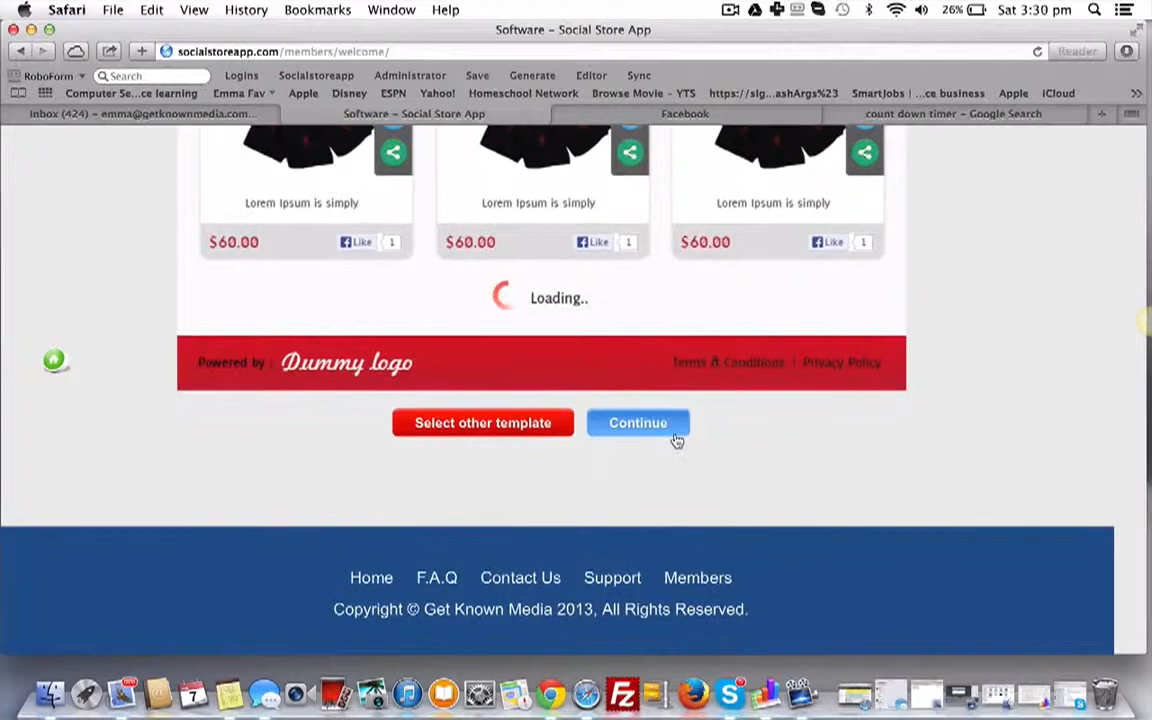 Safari File Edit View History Bookmarks Window Help 26% Sat 3:30 pm
Software – Social Store App
socialstoreapp.com/members/welcome/ Reader
RoboForm Search Logins Socialstoreapp Administrator Save Generate Editor Sync
Computer Se...ce learning Emma Fav Apple Disney ESPN Yahoo! Homeschool Network Browse Movie - YTS https://sig...ashArgs%23 SmartJobs |...ce business Apple iCloud
Inbox (424) – emma@getknownmedia.com... Software – Social Store App Facebook count down timer – Google Search
Lorem Ipsum is simply Lorem Ipsum is simply Lorem Ipsum is simply
$60.00 Like 1 $60.00 Like 1 $60.00 Like 1
Loading..
Powered by : Dummy logo Terms & Conditions | Privacy Policy
Select other template Continue
Home F.A.Q Contact Us Support Members
Copyright © Get Known Media 2013, All Rights Reserved.
7
Fz